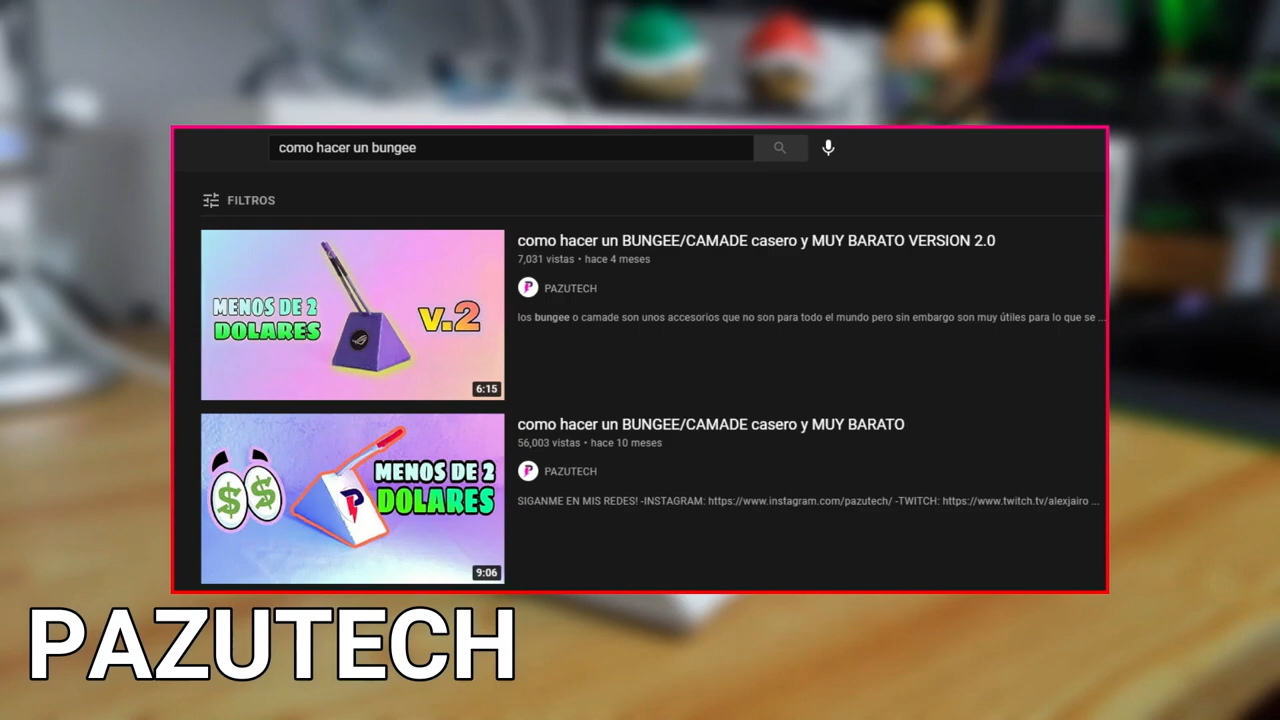 como hacer un bungee
FILTROS
MENOS DE 2
DOLARES
v.2
6:15
como hacer un BUNGEE/CAMADE casero y MUY BARATO VERSION 2.0
7,031 vistas • hace 4 meses
PAZUTECH
los bungee o camade son unos accesorios que no son para todo el mundo pero sin embargo son muy útiles para lo que se ...
MENOS DE 2
DOLARES
9:06
como hacer un BUNGEE/CAMADE casero y MUY BARATO
56,003 vistas • hace 10 meses
PAZUTECH
SIGANME EN MIS REDES! -INSTAGRAM: https://www.instagram.com/pazutech/ -TWITCH: https://www.twitch.tv/alexjairo ...
PAZUTECH